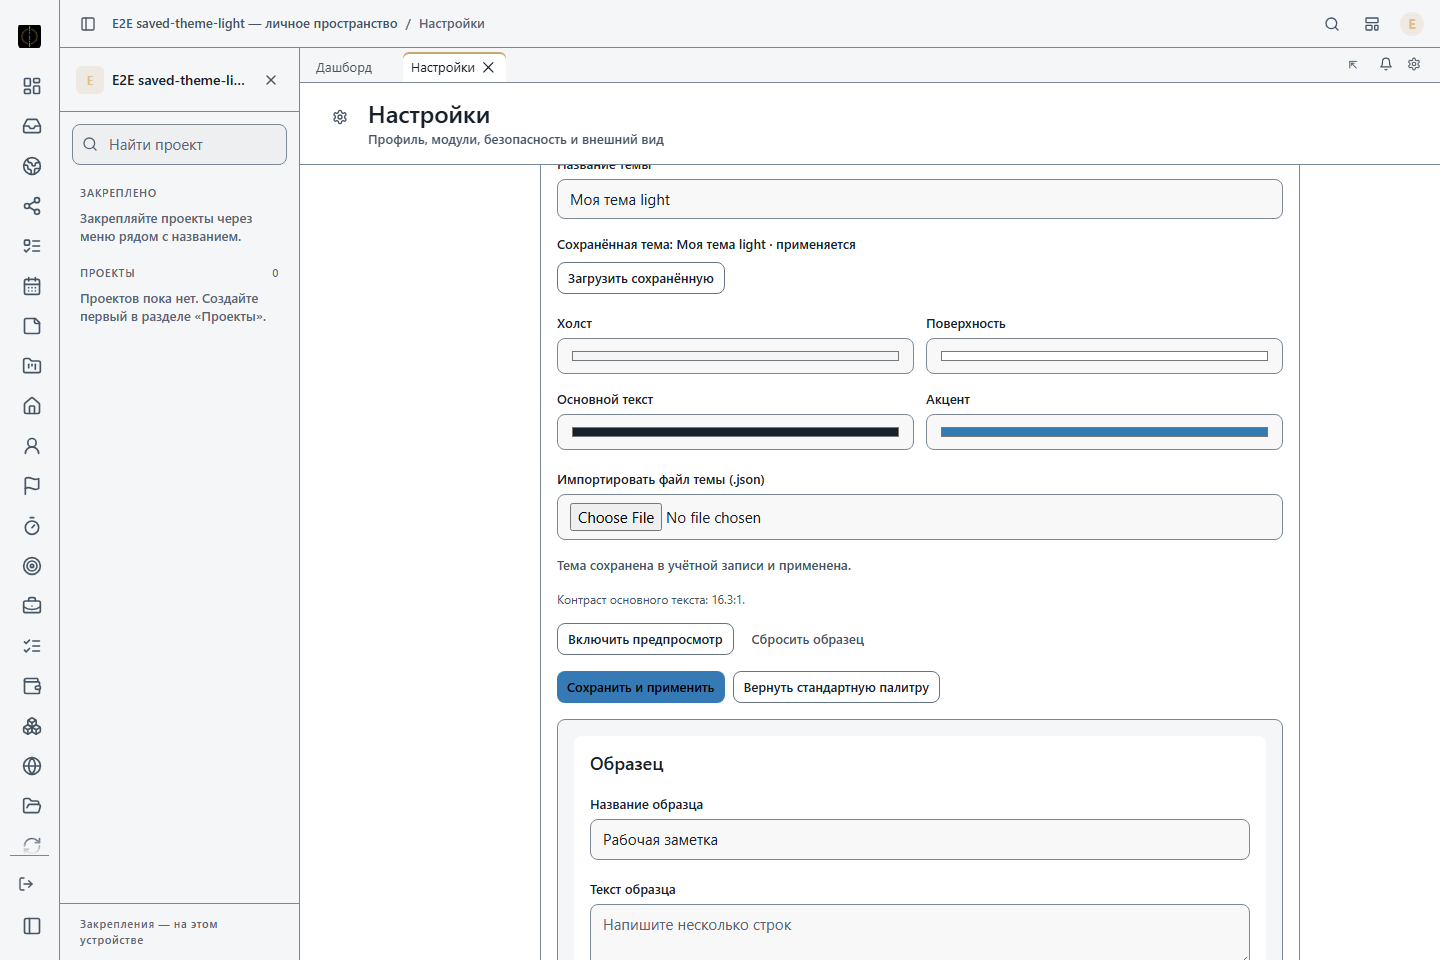 E2E saved-theme-light — личное пространство / Настройки
E
E
E2E saved-theme-li...
Найти проект
ЗАКРЕПЛЕНО
Закрепляйте проекты через
меню рядом с названием.
ПРОЕКТЫ 0
Проектов пока нет. Создайте
первый в разделе «Проекты».
Закрепления — на этом
устройстве
Дашборд
Настройки
Настройки
Профиль, модули, безопасность и внешний вид
Название темы
Моя тема light
Сохранённая тема: Моя тема light · применяется
Загрузить сохранённую
Холст
Поверхность
Основной текст
Акцент
Импортировать файл темы (.json)
Choose File No file chosen
Тема сохранена в учётной записи и применена.
Контраст основного текста: 16.3:1.
Включить предпросмотр
Сбросить образец
Сохранить и применить
Вернуть стандартную палитру
Образец
Название образца
Рабочая заметка
Текст образца
Напишите несколько строк